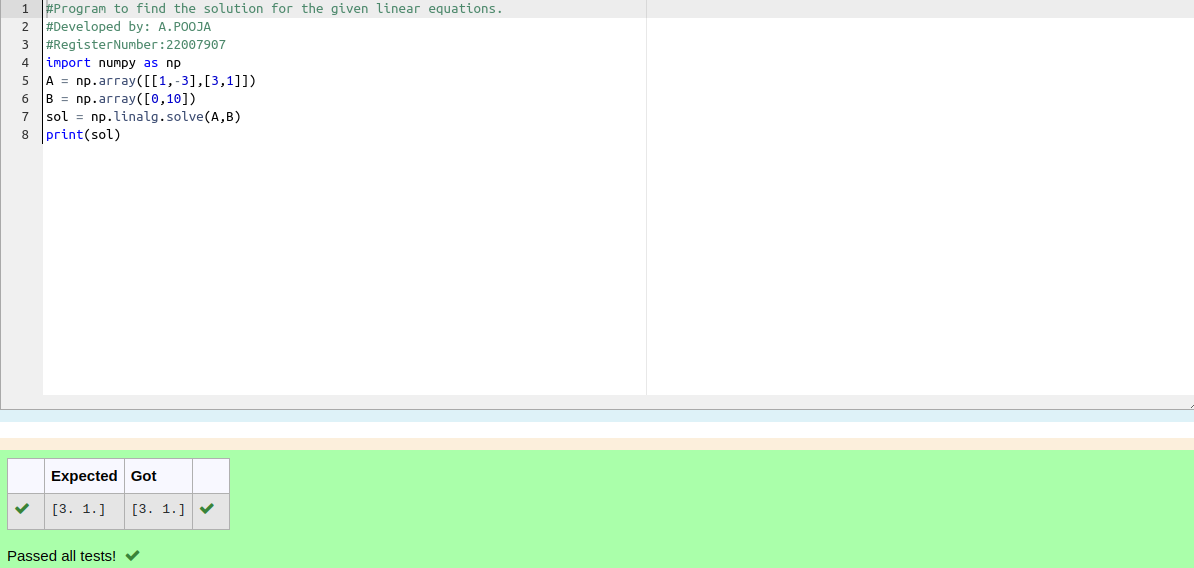 1 #Program to find the solution for the given linear equations.
2 #Developed by: A.POOJA
3 #RegisterNumber:22007907
4 import numpy as np
5 A = np.array([[1,-3],[3,1]])
6 B = np.array([0,10])
7 sol = np.linalg.solve(A,B)
8 print(sol)
Expected Got
[3. 1.] [3. 1.]
Passed all tests!